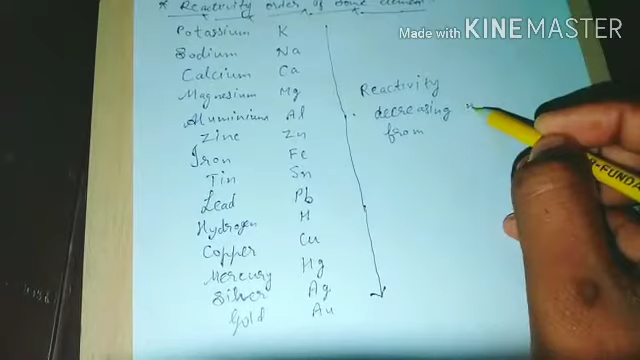 Made with KINEMASTER
* Reactivity order of some element
Potassium K
Sodium Na
Calcium Ca
Magnesium Mg
Aluminium Al
Zinc Zn
Iron Fe
Tin Sn
Lead Pb
Hydrogen H
Copper Cu
Mercury Hg
Silver Ag
Gold Au
Reactivity
decreasing
from